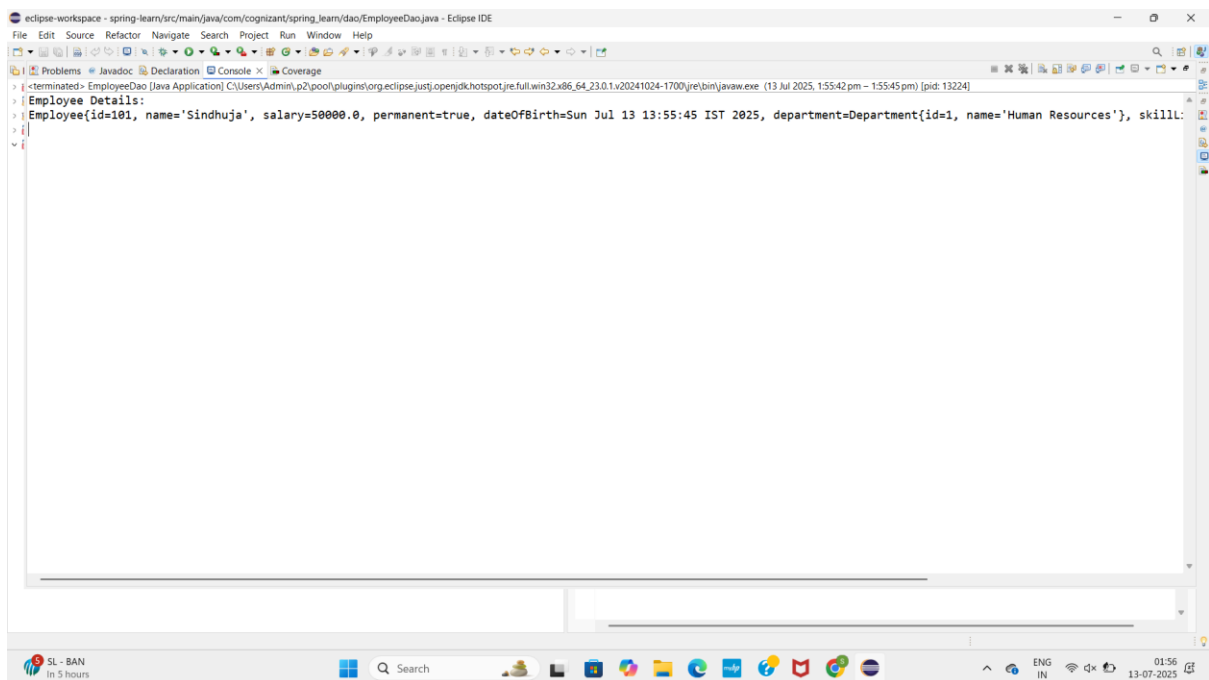 eclipse-workspace - spring-learn/src/main/java/com/cognizant/spring_learn/dao/EmployeeDao.java - Eclipse IDE
File Edit Source Refactor Navigate Search Project Run Window Help
Problems Javadoc Declaration Console Coverage
<terminated> EmployeeDao [Java Application] C:\Users\Admin\.p2\pool\plugins\org.eclipse.justj.openjdk.hotspot.jre.full.win32.x86_64_23.0.1.v20241024-1700\jre\bin\javaw.exe (13 Jul 2025, 1:55:42 pm – 1:55:45 pm) [pid: 13224]
Employee Details:
Employee{id=101, name='Sindhuja', salary=50000.0, permanent=true, dateOfBirth=Sun Jul 13 13:55:45 IST 2025, department=Department{id=1, name='Human Resources'}, skillL
5
SL - BAN
In 5 hours
Search
ENG
IN
01:56
13-07-2025